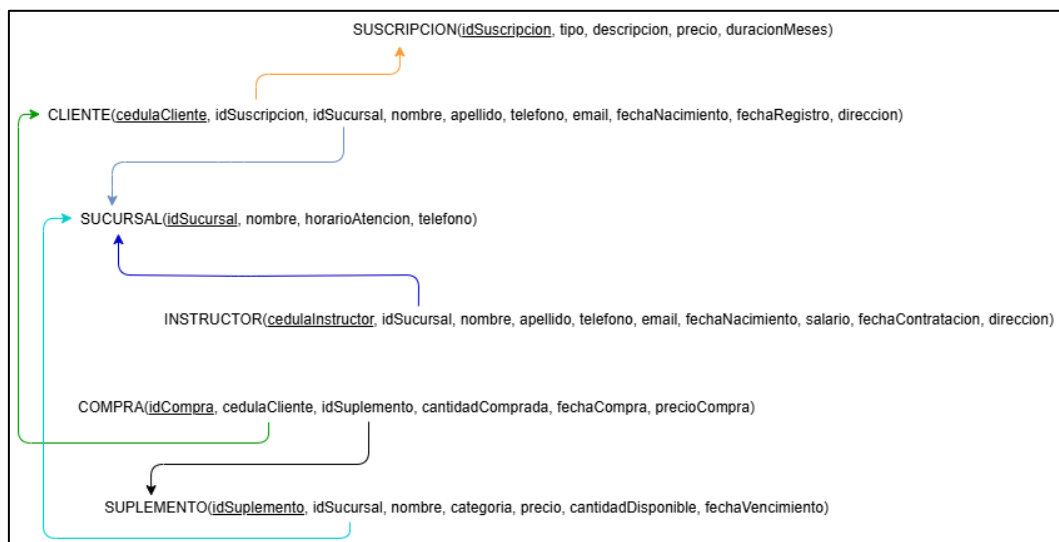 SUSCRIPCION(idSuscripcion, tipo, descripcion, precio, duracionMeses)
CLIENTE(cedulaCliente, idSuscripcion, idSucursal, nombre, apellido, telefono, email, fechaNacimiento, fechaRegistro, direccion)
SUCURSAL(idSucursal, nombre, horarioAtencion, telefono)
INSTRUCTOR(cedulaInstructor, idSucursal, nombre, apellido, telefono, email, fechaNacimiento, salario, fechaContratacion, direccion)
COMPRA(idCompra, cedulaCliente, idSuplemento, cantidadComprada, fechaCompra, precioCompra)
SUPLEMENTO(idSuplemento, idSucursal, nombre, categoria, precio, cantidadDisponible, fechaVencimiento)